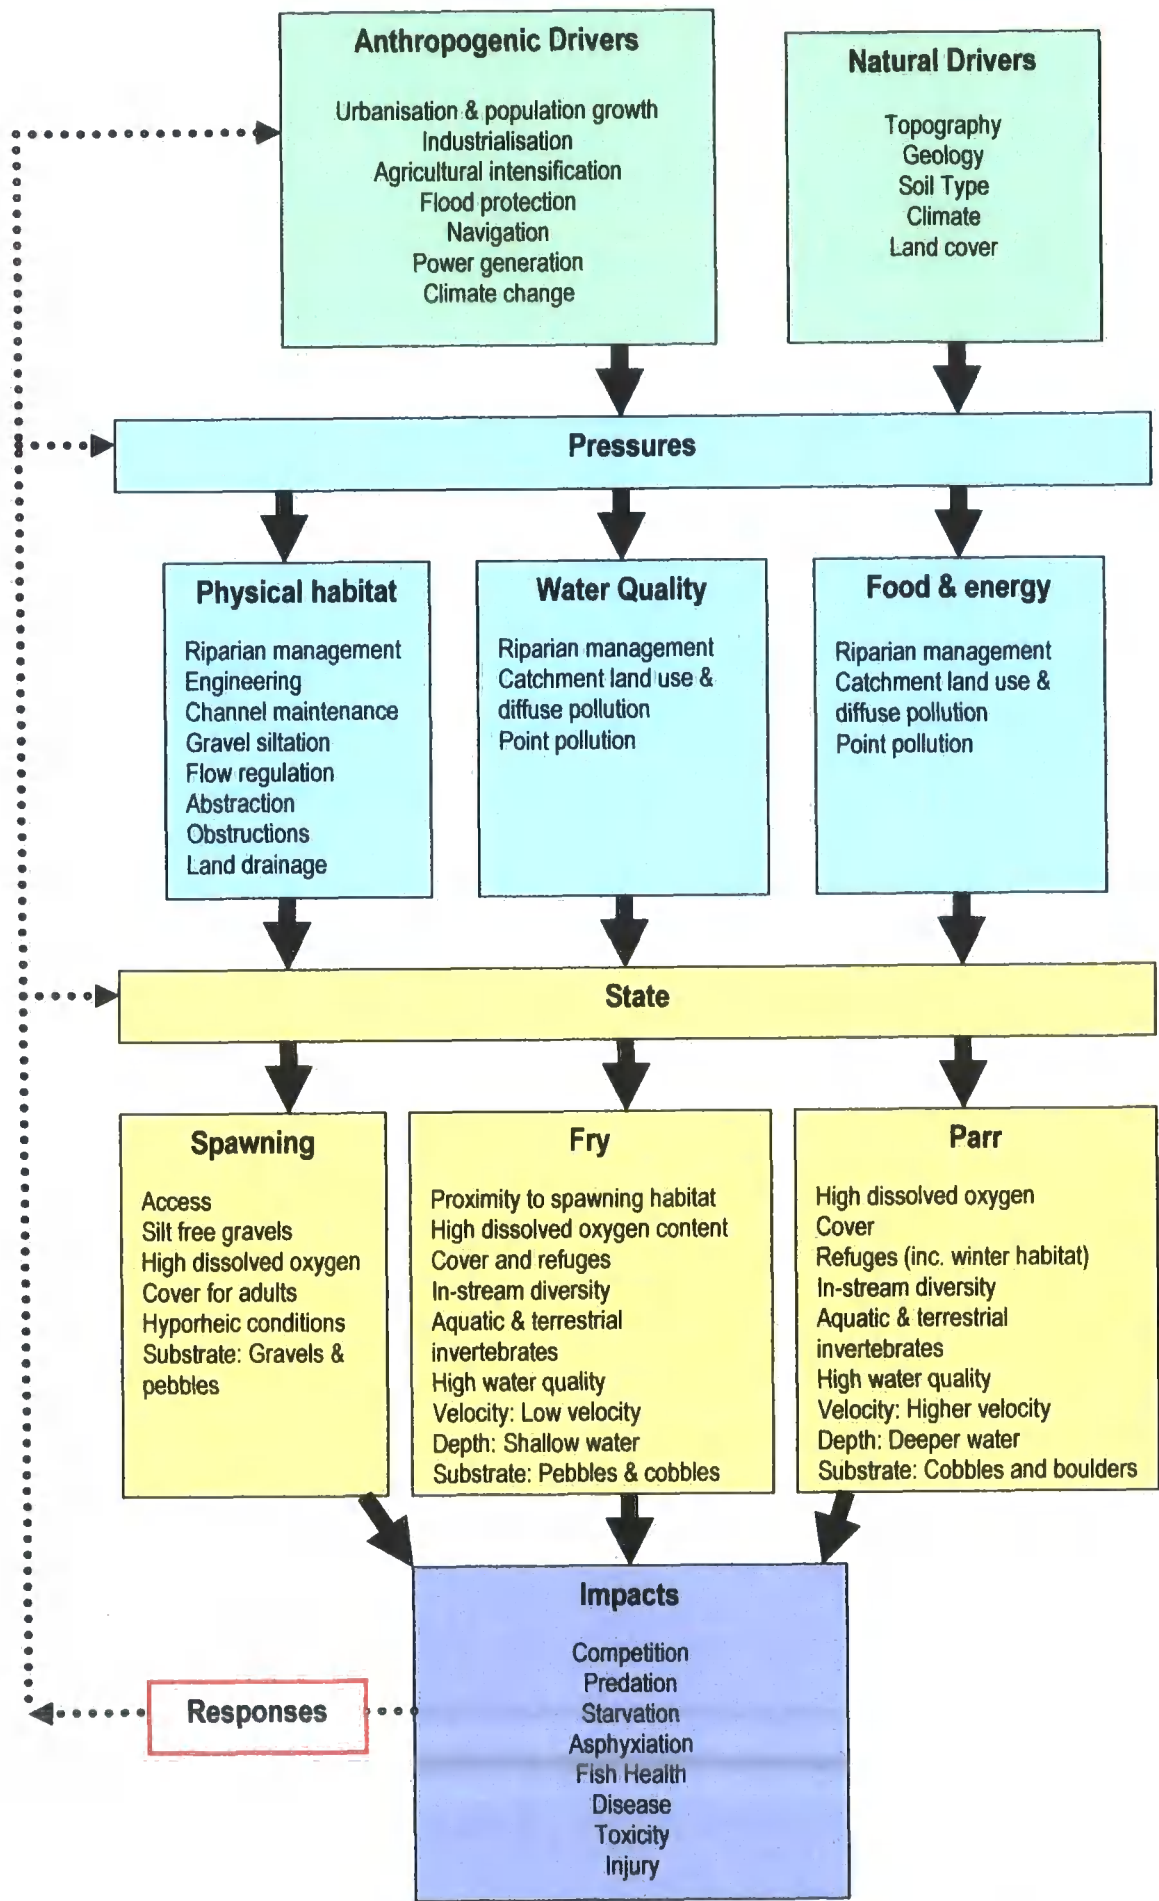 Anthropogenic Drivers
Urbanisation & population growth
Industrialisation
Agricultural intensification
Flood protection
Navigation
Power generation
Climate change
Natural Drivers
Topography
Geology
Soil Type
Climate
Land cover
Pressures
Physical habitat
Riparian management
Engineering
Channel maintenance
Gravel siltation
Flow regulation
Abstraction
Obstructions
Land drainage
Water Quality
Riparian management
Catchment land use &
diffuse pollution
Point pollution
Food & energy
Riparian management
Catchment land use &
diffuse pollution
Point pollution
State
Spawning
Access
Silt free gravels
High dissolved oxygen
Cover for adults
Hyporheic conditions
Substrate: Gravels &
pebbles
Fry
Proximity to spawning habitat
High dissolved oxygen content
Cover and refuges
In-stream diversity
Aquatic & terrestrial
invertebrates
High water quality
Velocity: Low velocity
Depth: Shallow water
Substrate: Pebbles & cobbles
Parr
High dissolved oxygen
Cover
Refuges (inc. winter habitat)
In-stream diversity
Aquatic & terrestrial
invertebrates
High water quality
Velocity: Higher velocity
Depth: Deeper water
Substrate: Cobbles and boulders
Impacts
Competition
Predation
Starvation
Asphyxiation
Fish Health
Disease
Toxicity
Injury
Responses